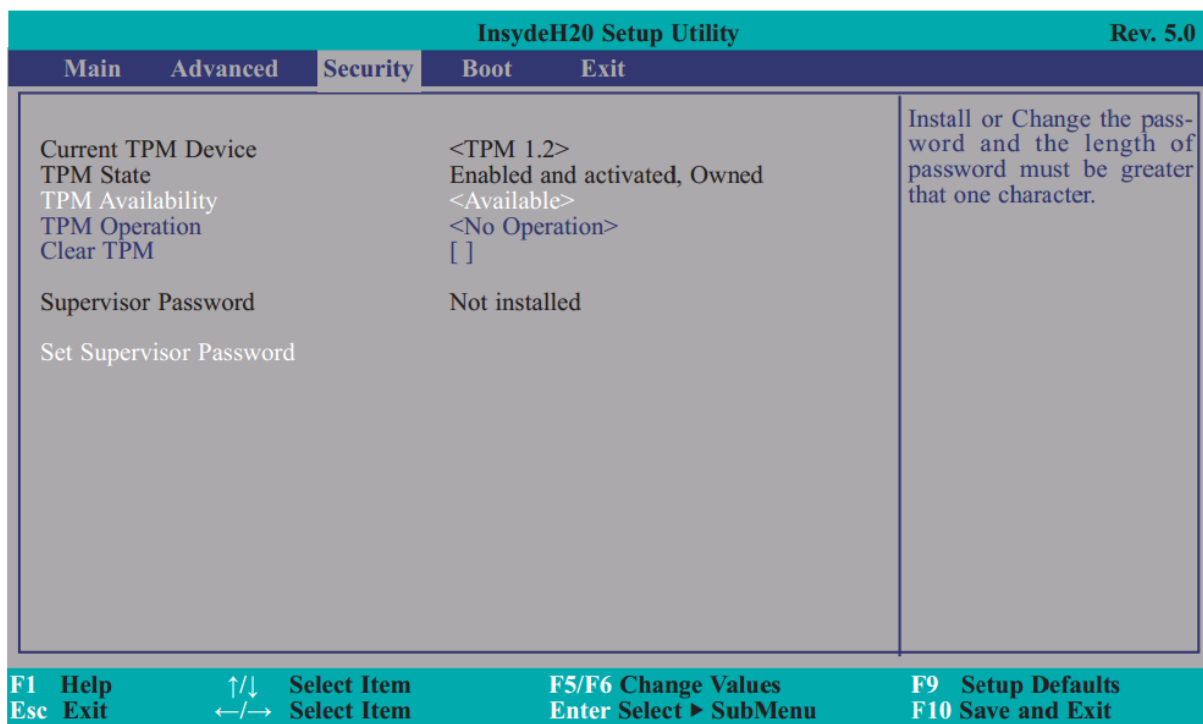 InsydeH20 Setup Utility Rev. 5.0
Main Advanced Security Boot Exit
Current TPM Device <TPM 1.2>
TPM State Enabled and activated, Owned
TPM Availability <Available>
TPM Operation <No Operation>
Clear TPM [ ]
Supervisor Password Not installed
Set Supervisor Password
Install or Change the pass-
word and the length of
password must be greater
that one character.
F1 Help ↑/↓ Select Item F5/F6 Change Values F9 Setup Defaults
Esc Exit ←/→ Select Item Enter Select ▶ SubMenu F10 Save and Exit